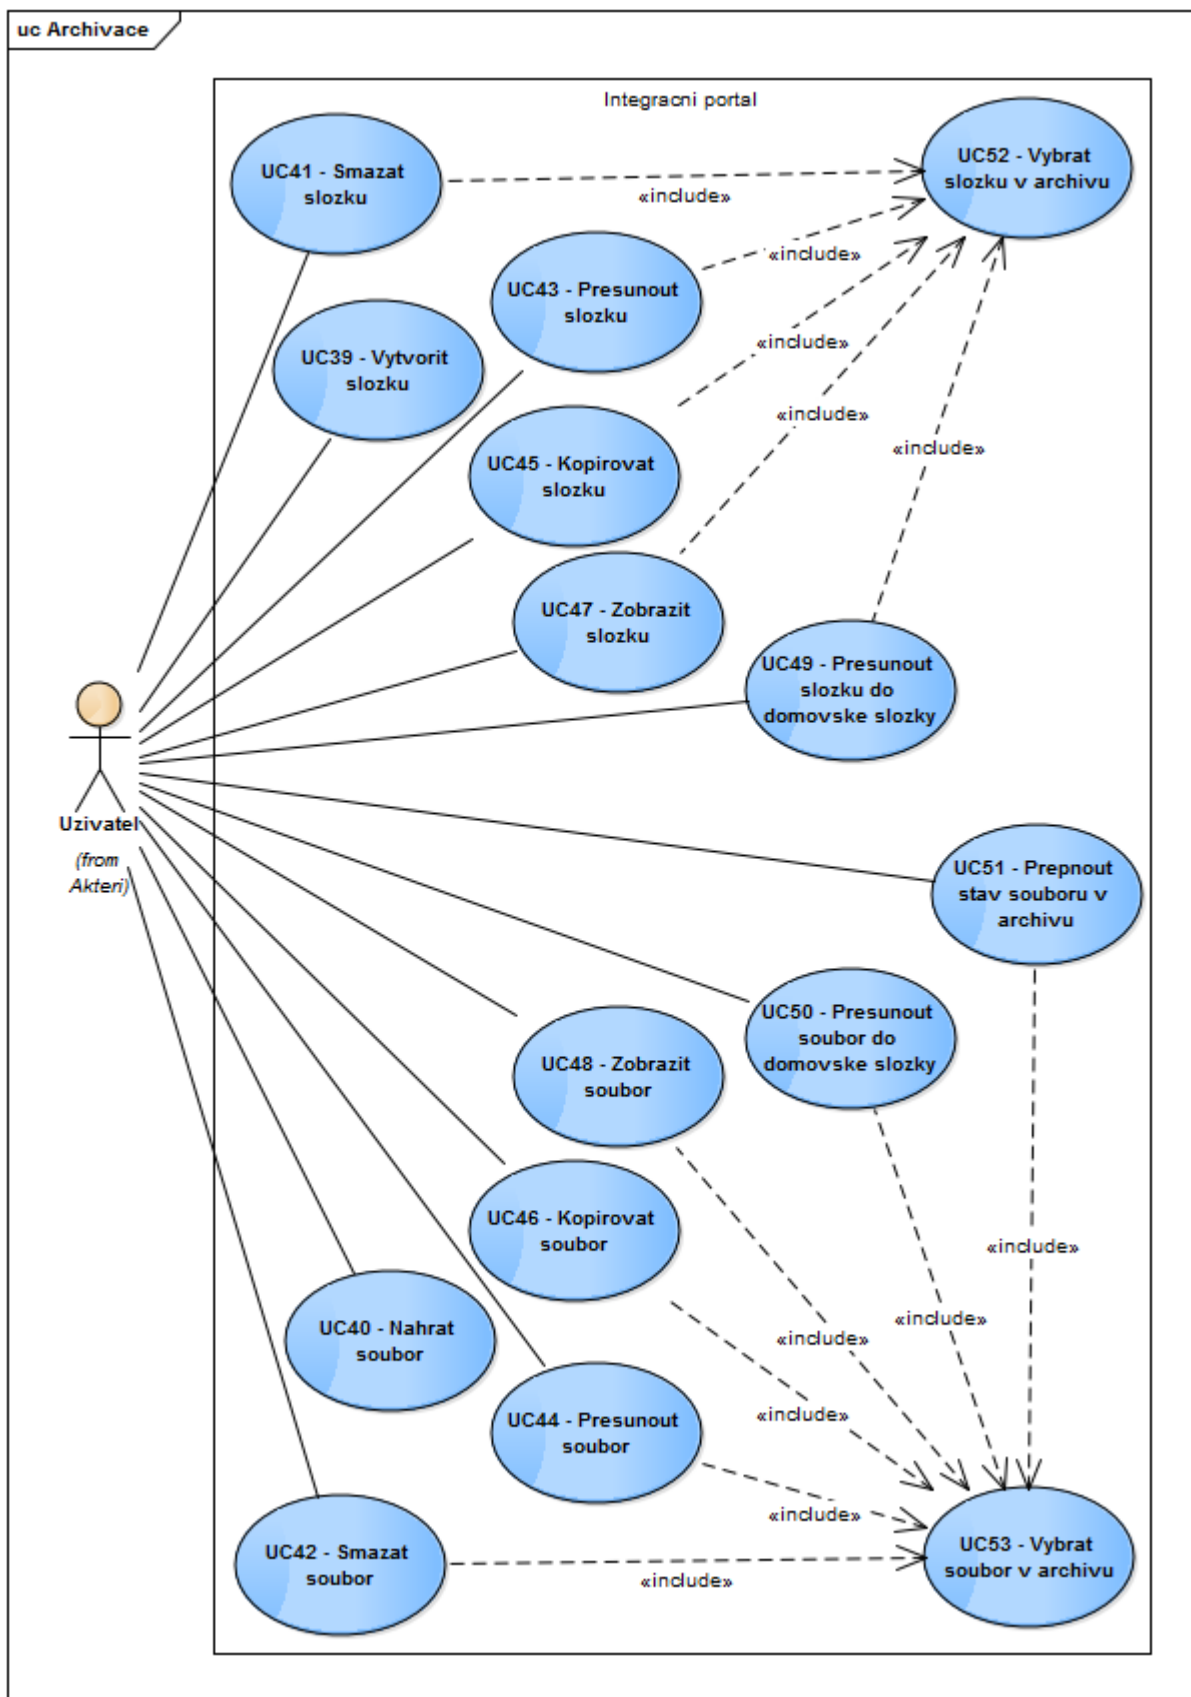 uc Archivace
Integracni portal
UC41 - Smazat
slozku
UC52 - Vybrat
slozku v archivu
«include»
UC43 - Presunout
slozku
«include»
UC39 - Vytvorit
slozku
«include»
UC45 - Kopirovat
slozku
«include»
«include»
UC47 - Zobrazit
slozku
UC49 - Presunout
slozku do
domovske slozky
Uzivatel
(from
Akteri)
UC51 - Prepnout
stav souboru v
archivu
UC50 - Presunout
soubor do
domovske slozky
UC48 - Zobrazit
soubor
UC46 - Kopirovat
soubor
«include»
UC40 - Nahrat
soubor
«include»
«include»
UC44 - Presunout
soubor
«include»
«include»
UC42 - Smazat
soubor
«include»
UC53 - Vybrat
soubor v archivu